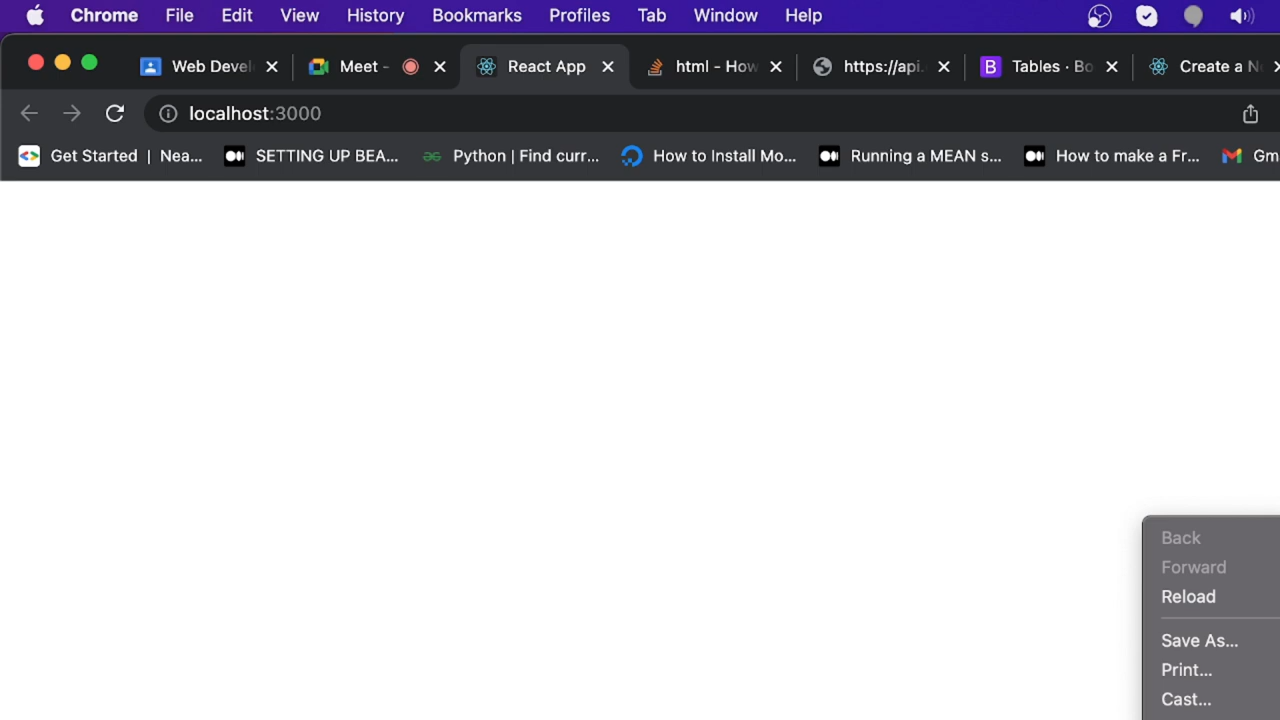 Chrome File Edit View History Bookmarks Profiles Tab Window Help
Web Devel Meet - React App html - How https://api. Tables · Bo Create a N
localhost:3000
Get Started | Nea... SETTING UP BEA... Python | Find curr... How to Install Mo... Running a MEAN s... How to make a Fr... Gm
Back
Forward
Reload
Save As...
Print...
Cast...